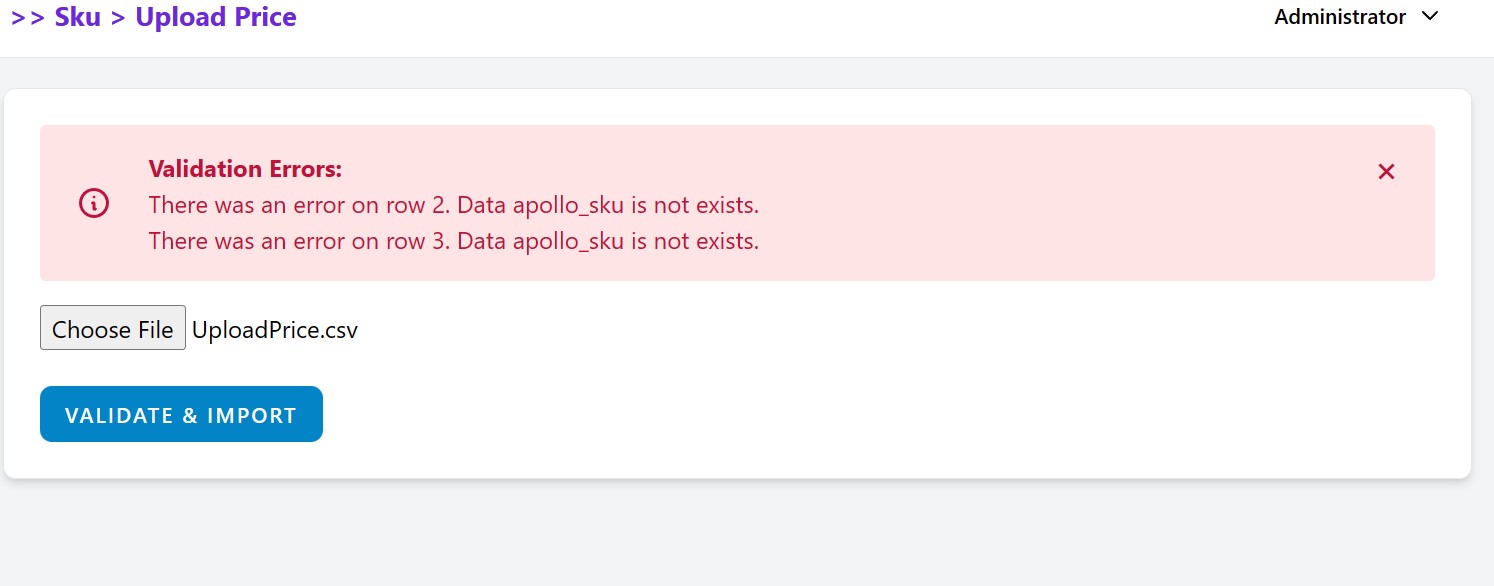 >> Sku > Upload Price
Administrator
Validation Errors:
There was an error on row 2. Data apollo_sku is not exists.
There was an error on row 3. Data apollo_sku is not exists.
Choose File UploadPrice.csv
VALIDATE & IMPORT